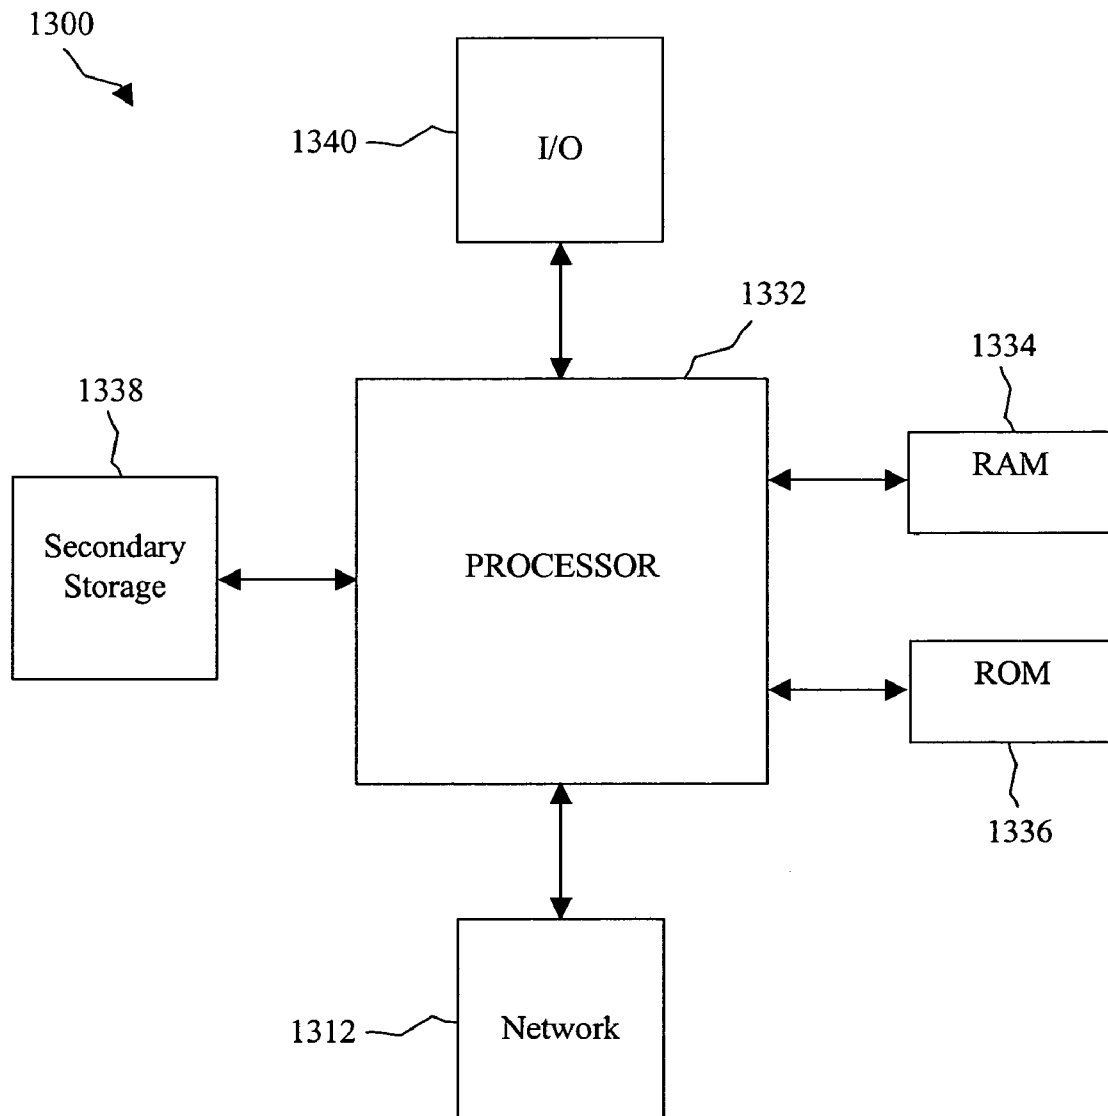 1300
1340
I/O
1332
1334
1338
RAM
Secondary
Storage
PROCESSOR
ROM
1336
1312
Network